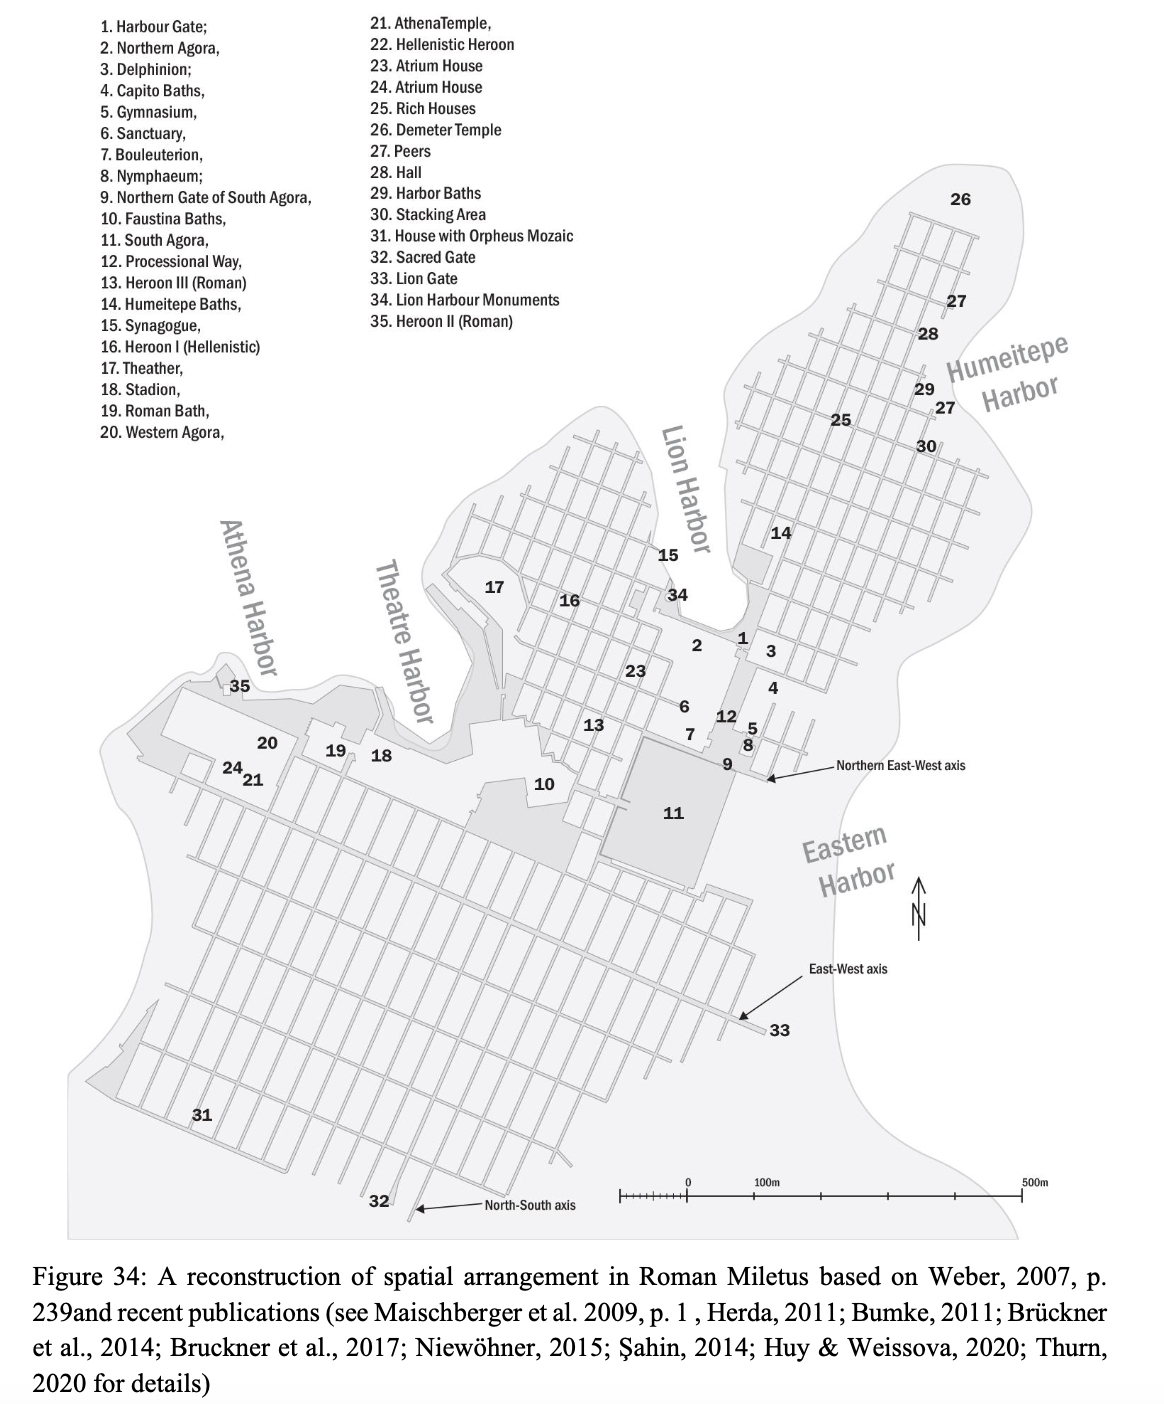 1. Harbour Gate;
2. Northern Agora,
3. Delphinion;
4. Capito Baths,
5. Gymnasium,
6. Sanctuary,
7. Bouleuterion,
8. Nymphaeum;
9. Northern Gate of South Agora,
10. Faustina Baths,
11. South Agora,
12. Processional Way,
13. Heroon III (Roman)
14. Humeitepe Baths,
15. Synagogue,
16. Heroon I (Hellenistic)
17. Theather,
18. Stadion,
19. Roman Bath,
20. Western Agora,
21. AthenaTemple,
22. Hellenistic Heroon
23. Atrium House
24. Atrium House
25. Rich Houses
26. Demeter Temple
27. Peers
28. Hall
29. Harbor Baths
30. Stacking Area
31. House with Orpheus Mozaic
32. Sacred Gate
33. Lion Gate
34. Lion Harbour Monuments
35. Heroon II (Roman)
26
27
28
Humeitepe
Harbor
29
27
25
30
Lion Harbor
14
15
Athena Harbor
Theatre Harbor
17
16
34
1
2
3
23
35
4
6
12
13
5
7
8
20
19
18
9
Northern East-West axis
24
21
10
11
Eastern
Harbor
N
East-West axis
33
31
32
North-South axis
0
100m
500m
Figure 34: A reconstruction of spatial arrangement in Roman Miletus based on Weber, 2007, p.
239and recent publications (see Maischberger et al. 2009, p. 1 , Herda, 2011; Bumke, 2011; Brückner
et al., 2014; Bruckner et al., 2017; Niewöhner, 2015; Şahin, 2014; Huy & Weissova, 2020; Thurn,
2020 for details)